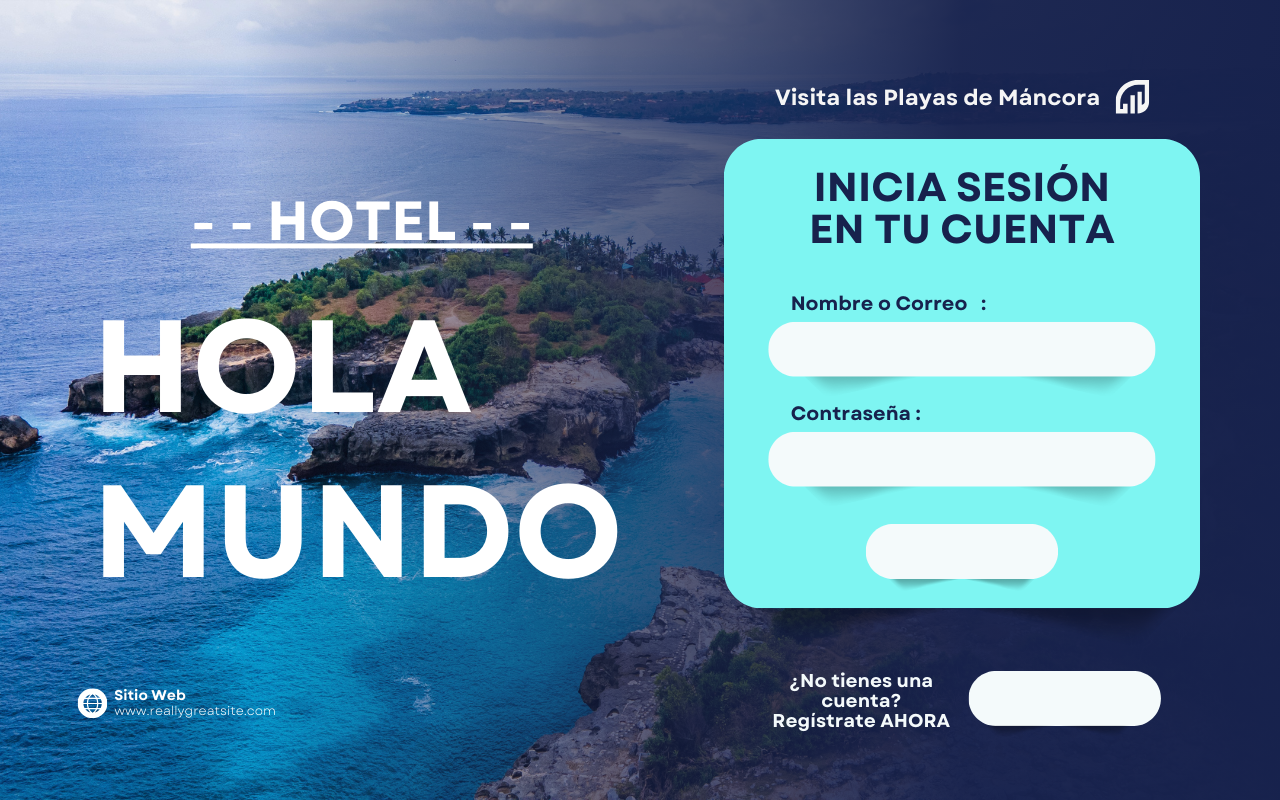 Visita las Playas de Máncora
- - HOTEL - -
HOLA
MUNDO
INICIA SESIÓN
EN TU CUENTA
Nombre o Correo :
Contraseña :
¿No tienes una
cuenta?
Regístrate AHORA
Sitio Web
www.reallygreatsite.com